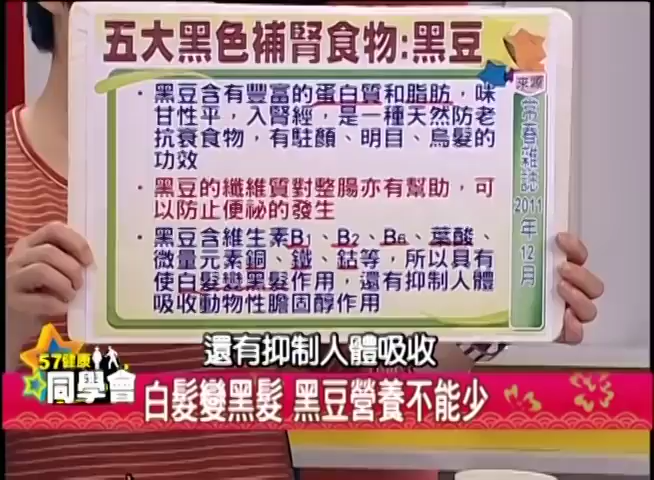 五大黑色補腎食物:黑豆
來源
常春雜誌2011年12月
·黑豆含有豐富的蛋白質和脂肪，味
甘性平，入腎經，是一種天然防老
抗衰食物，有駐顏、明目、烏髮的
功效
·黑豆的纖維質對整腸亦有幫助，可
以防止便祕的發生
·黑豆含維生素B1、B2、B6、葉酸、
微量元素銅、鐵、鈷等，所以具有
使白髮變黑髮作用，還有抑制人體
吸收動物性膽固醇作用
還有抑制人體吸收
57健康
同學會
白髮變黑髮 黑豆營養不能少